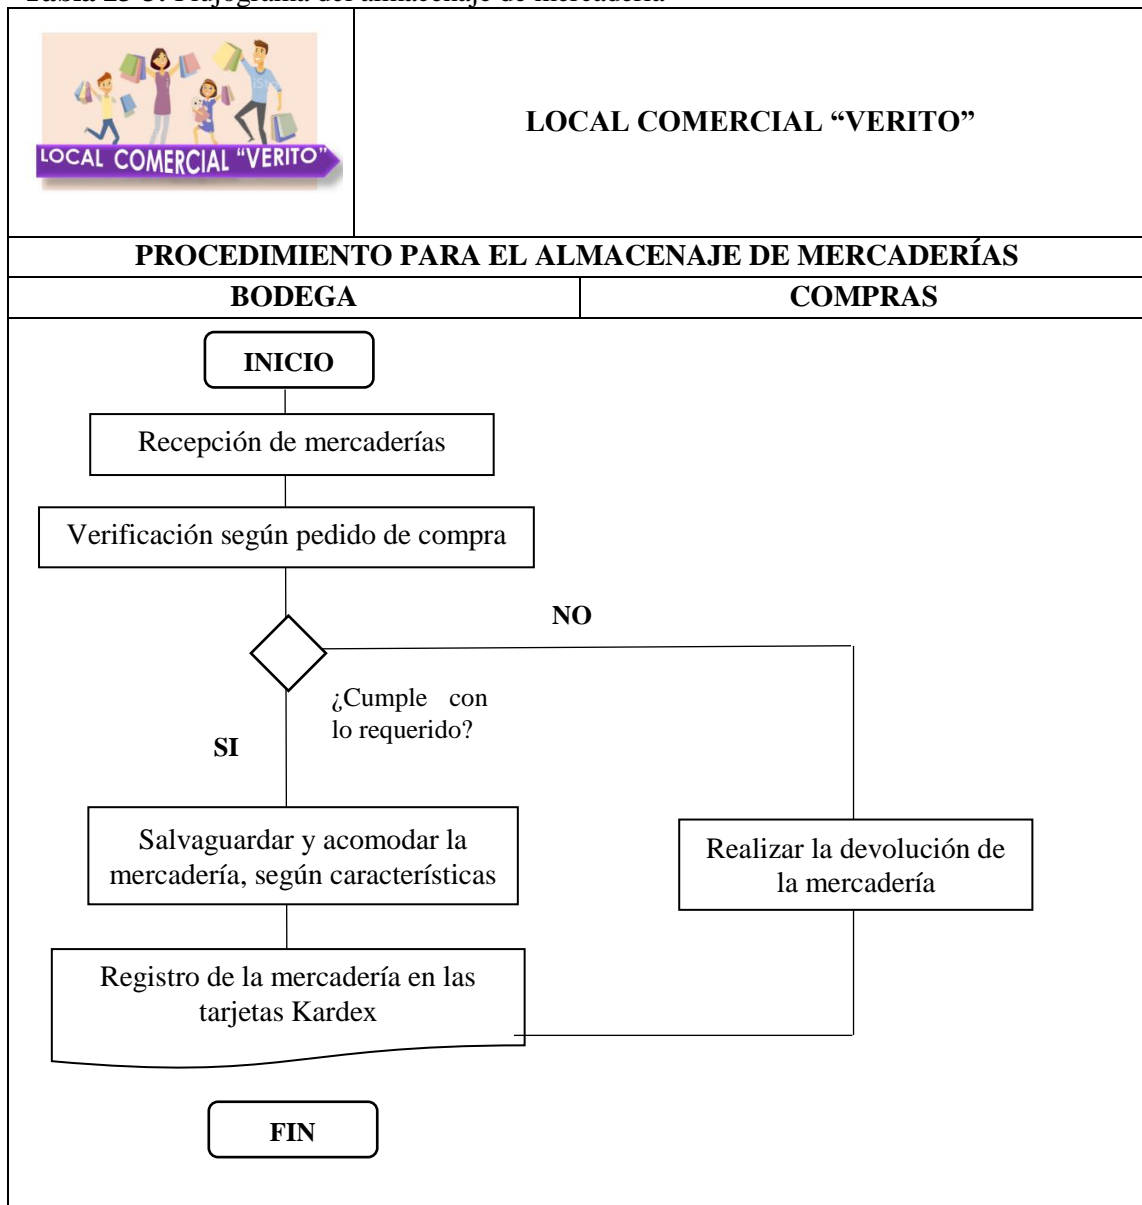 LOCAL COMERCIAL "VERITO"
LOCAL COMERCIAL “VERITO”
PROCEDIMIENTO PARA EL ALMACENAJE DE MERCADERÍAS
BODEGA
COMPRAS
INICIO
Recepción de mercaderías
Verificación según pedido de compra
NO
¿Cumple con
lo requerido?
SI
Salvaguardar y acomodar la
mercadería, según características
Realizar la devolución de
la mercadería
Registro de la mercadería en las
tarjetas Kardex
FIN